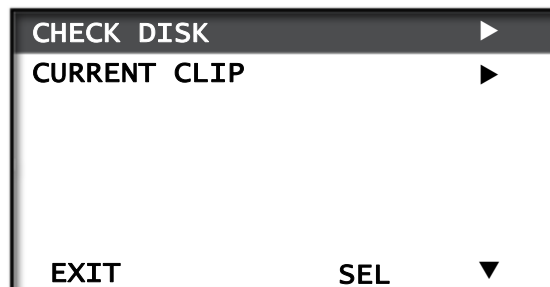 CHECK DISK ▶
CURRENT CLIP ▶
EXIT SEL ▼